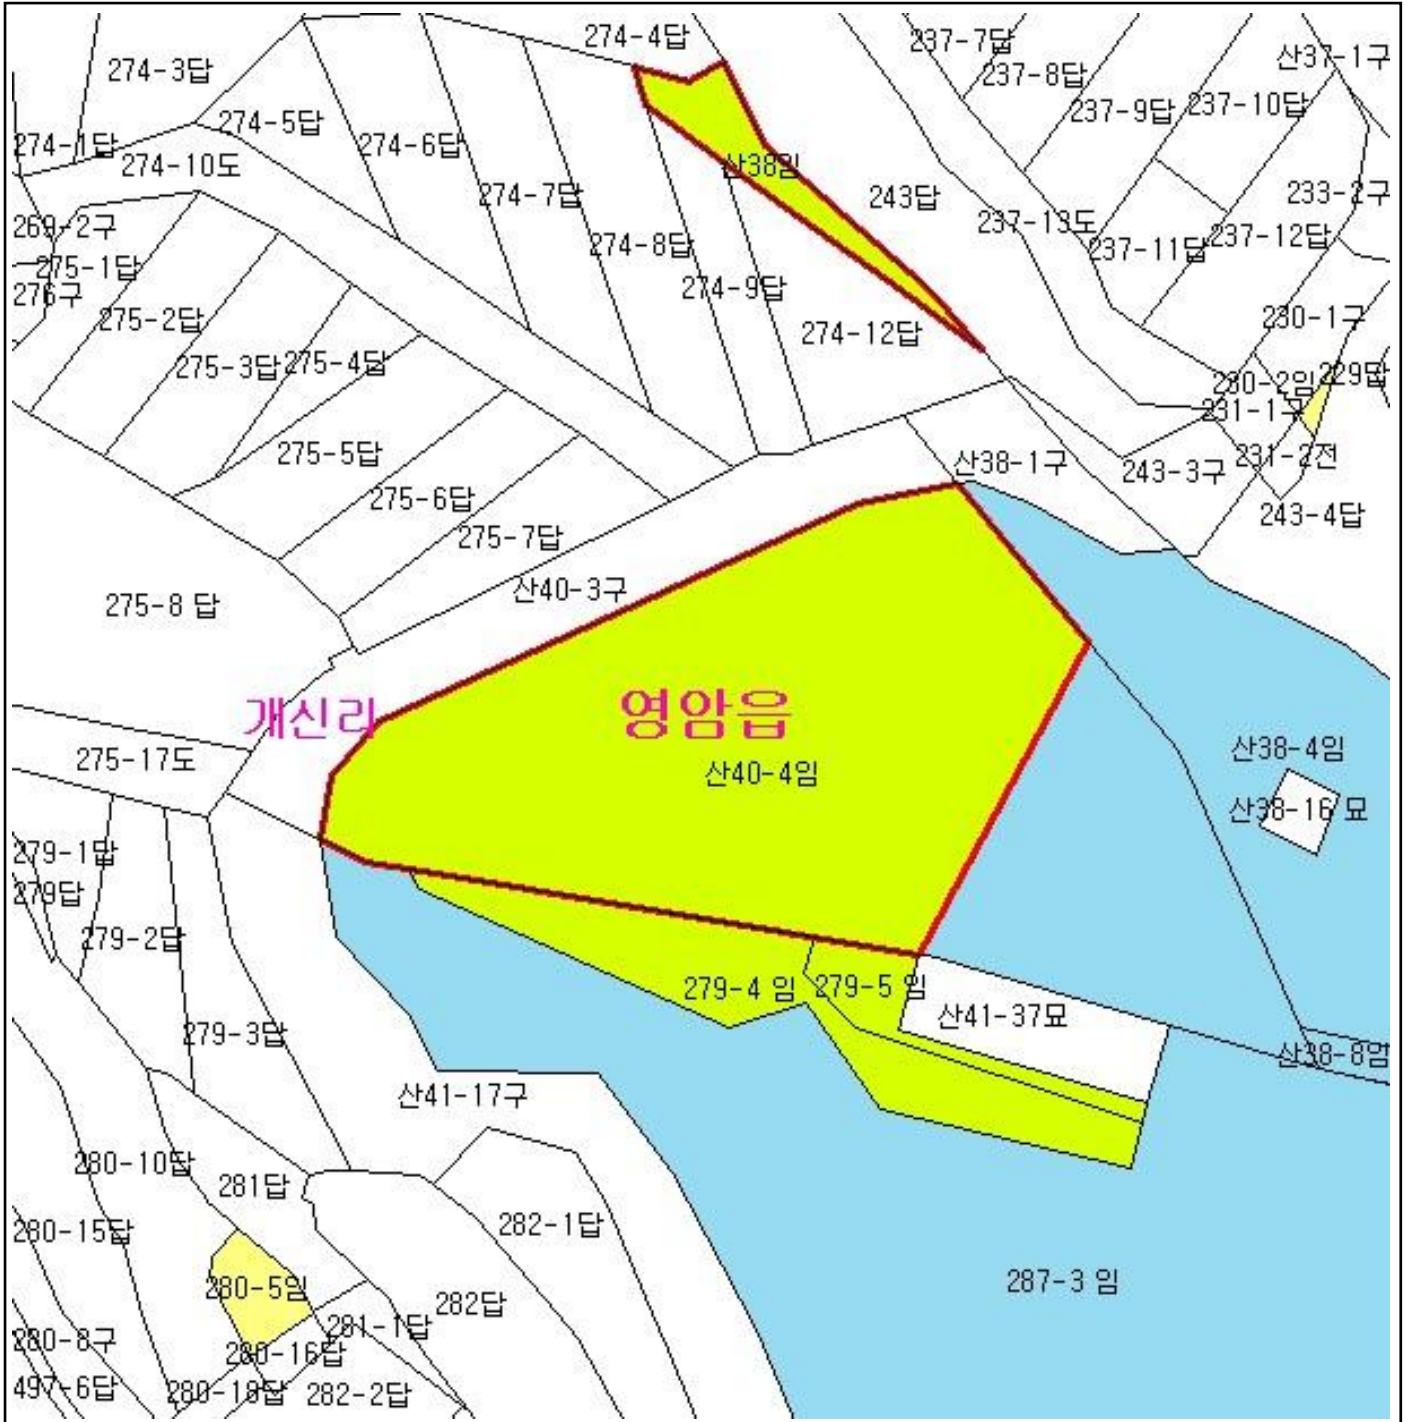 274-4답
237-7답
산37-1구
274-3답
237-8답
237-9답
237-10답
274-5답
274-1답
274-6답
274-10도
산38임
274-7답
243답
233-2구
269-2구
237-13도
274-8답
237-11답
237-12답
275-1답
276구
274-9답
275-2답
230-1구
274-12답
275-3답
275-4답
230-2임
229답
231-1구
275-5답
산38-1구
243-3구
231-2전
275-6답
243-4답
275-7답
산40-3구
275-8 답
개신리
영암읍
275-17도
산40-4임
산38-4임
산38-16 묘
279-1답
279답
279-2답
279-4 임
279-5 임
산41-37묘
279-3답
산38-8임
산41-17구
280-10답
281답
280-15답
282-1답
280-5임
287-3 임
282답
281-1답
280-8구
280-16답
497-6답
280-18답
282-2답